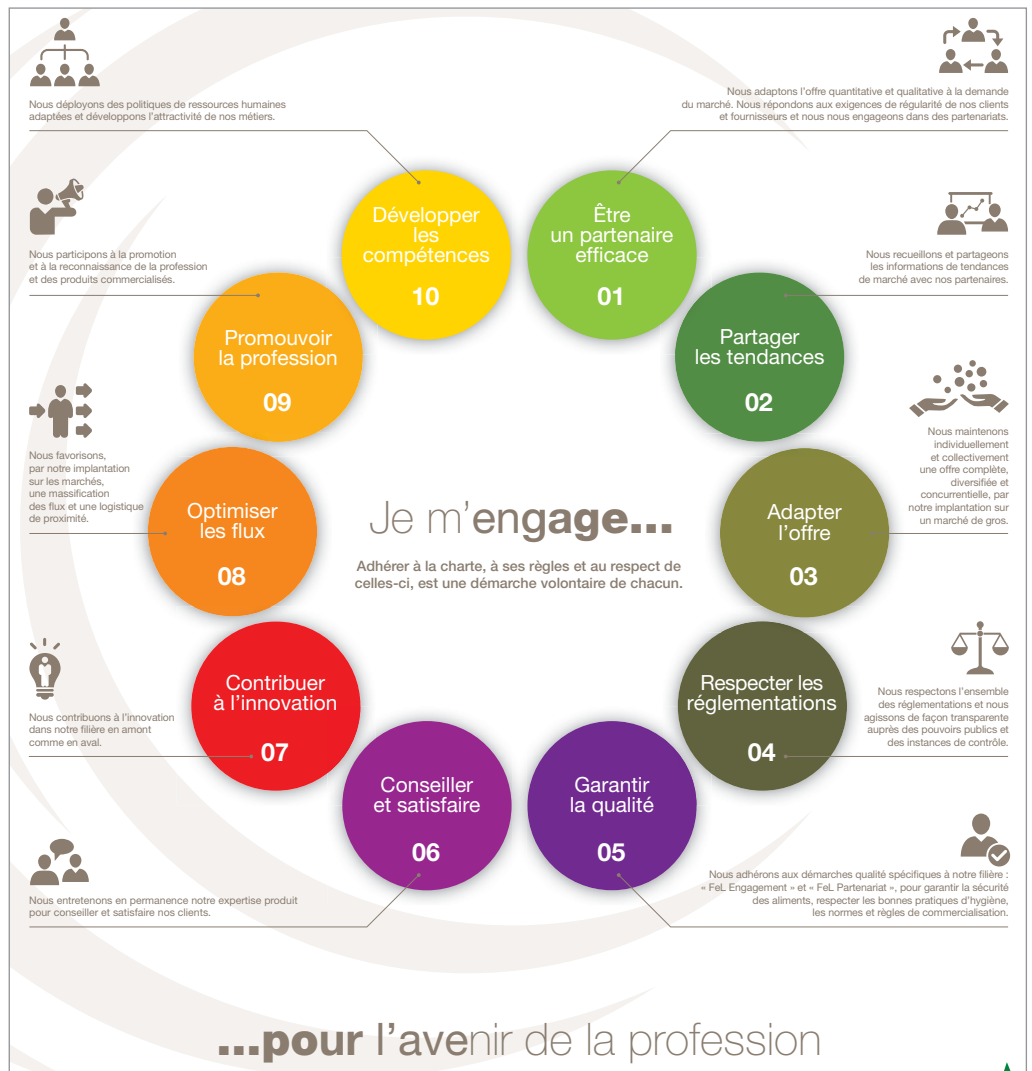 Nous déployons des politiques de ressources humaines
adaptées et développons l'attractivité de nos métiers.
Nous adaptons l'offre quantitative et qualitative à la demande
du marché. Nous répondons aux exigences de régularité de nos clients
et fournisseurs et nous nous engageons dans des partenariats.
Développer
les
compétences
10
Être
un partenaire
efficace
01
Nous participons à la promotion
et à la reconnaissance de la profession
et des produits commercialisés.
Nous recueillons et partageons
les informations de tendances
de marché avec nos partenaires.
Promouvoir
la profession
09
Partager
les tendances
02
Nous favorisons,
par notre implantation
sur les marchés,
une massification
des flux et une logistique
de proximité.
Nous maintenons
individuellement
et collectivement
une offre complète,
diversifiée et
concurrentielle, par
notre implantation sur
un marché de gros.
Optimiser
les flux
08
Je m'engage...
Adhérer à la charte, à ses règles et au respect de
celles-ci, est une démarche volontaire de chacun.
Adapter
l'offre
03
Contribuer
à l'innovation
07
Respecter les
réglementations
04
Nous contribuons à l'innovation
dans notre filière en amont
comme en aval.
Nous respectons l'ensemble
des réglementations et nous
agissons de façon transparente
auprès des pouvoirs publics et
des instances de contrôle.
Conseiller
et satisfaire
06
Garantir
la qualité
05
Nous entretenons en permanence notre expertise produit
pour conseiller et satisfaire nos clients.
Nous adhérons aux démarches qualité spécifiques à notre filière :
« FeL Engagement » et « FeL Partenariat », pour garantir la sécurité
des aliments, respecter les bonnes pratiques d'hygiène,
les normes et règles de commercialisation.
...pour l'avenir de la profession